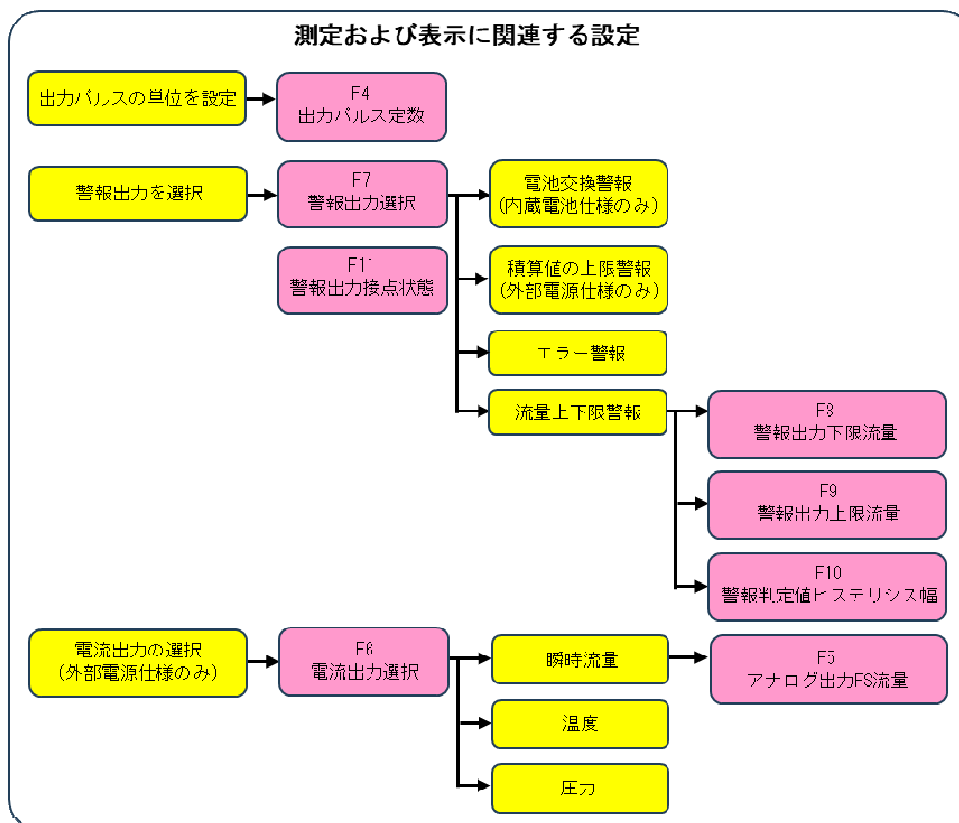 測定および表示に関連する設定
出力パルスの単位を設定
F4
出力パルス定数
警報出力を選択
F7
警報出力選択
電池交換警報
(内蔵電池仕様のみ)
F11
警報出力接点状態
積算値の上限警報
(外部電源仕様のみ)
エラー警報
流量上下限警報
F8
警報出力下限流量
F9
警報出力上限流量
F10
警報判定値ヒステリシス幅
電流出力の選択
(外部電源仕様のみ)
F6
電流出力選択
瞬時流量
F5
アナログ出力FS流量
温度
圧力